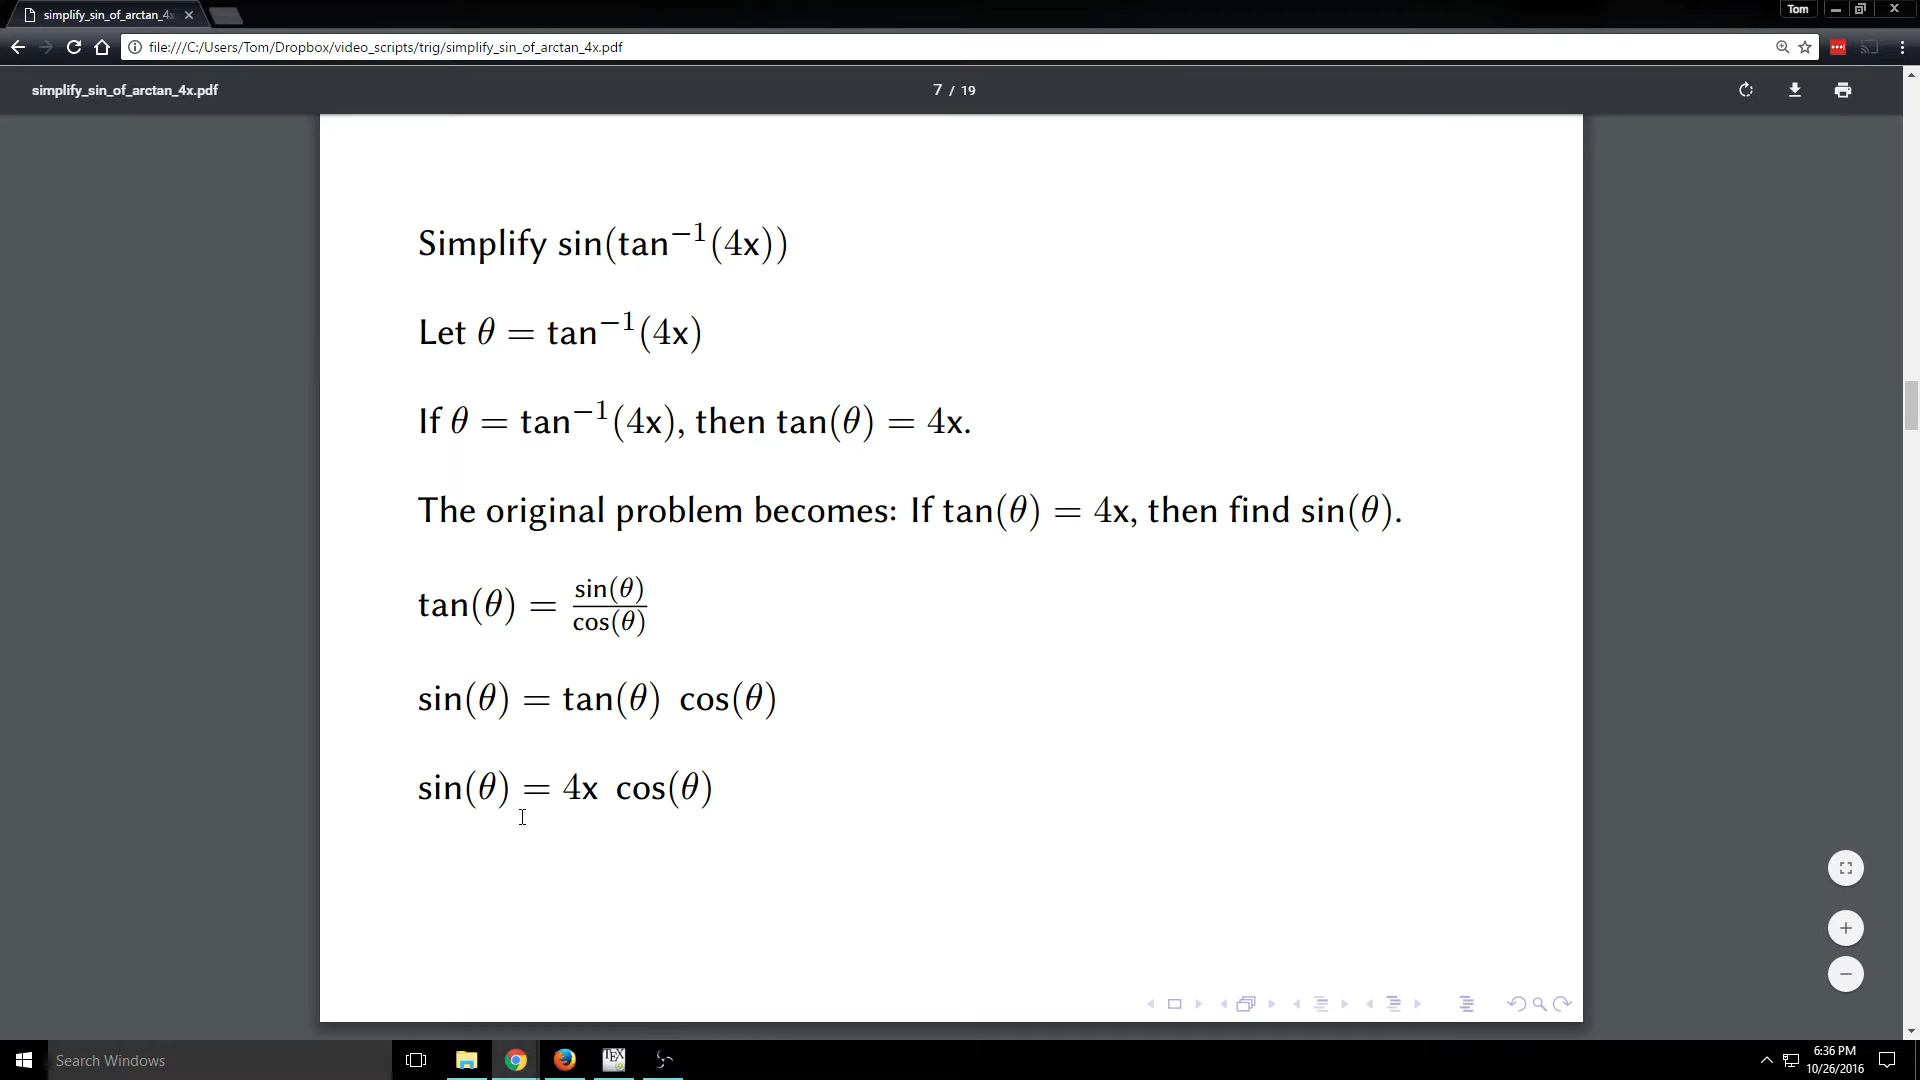 simplify_sin_of_arctan_4x
Tom
file:///C:/Users/Tom/Dropbox/video_scripts/trig/simplify_sin_of_arctan_4x.pdf
simplify_sin_of_arctan_4x.pdf
7 / 19
Simplify sin(tan⁻¹(4x))
Let θ = tan⁻¹(4x)
If θ = tan⁻¹(4x), then tan(θ) = 4x.
The original problem becomes: If tan(θ) = 4x, then find sin(θ).
tan(θ) = sin(θ)/cos(θ)
sin(θ) = tan(θ) cos(θ)
sin(θ) = 4x cos(θ)
Search Windows
TEX
6:36 PM
10/26/2016